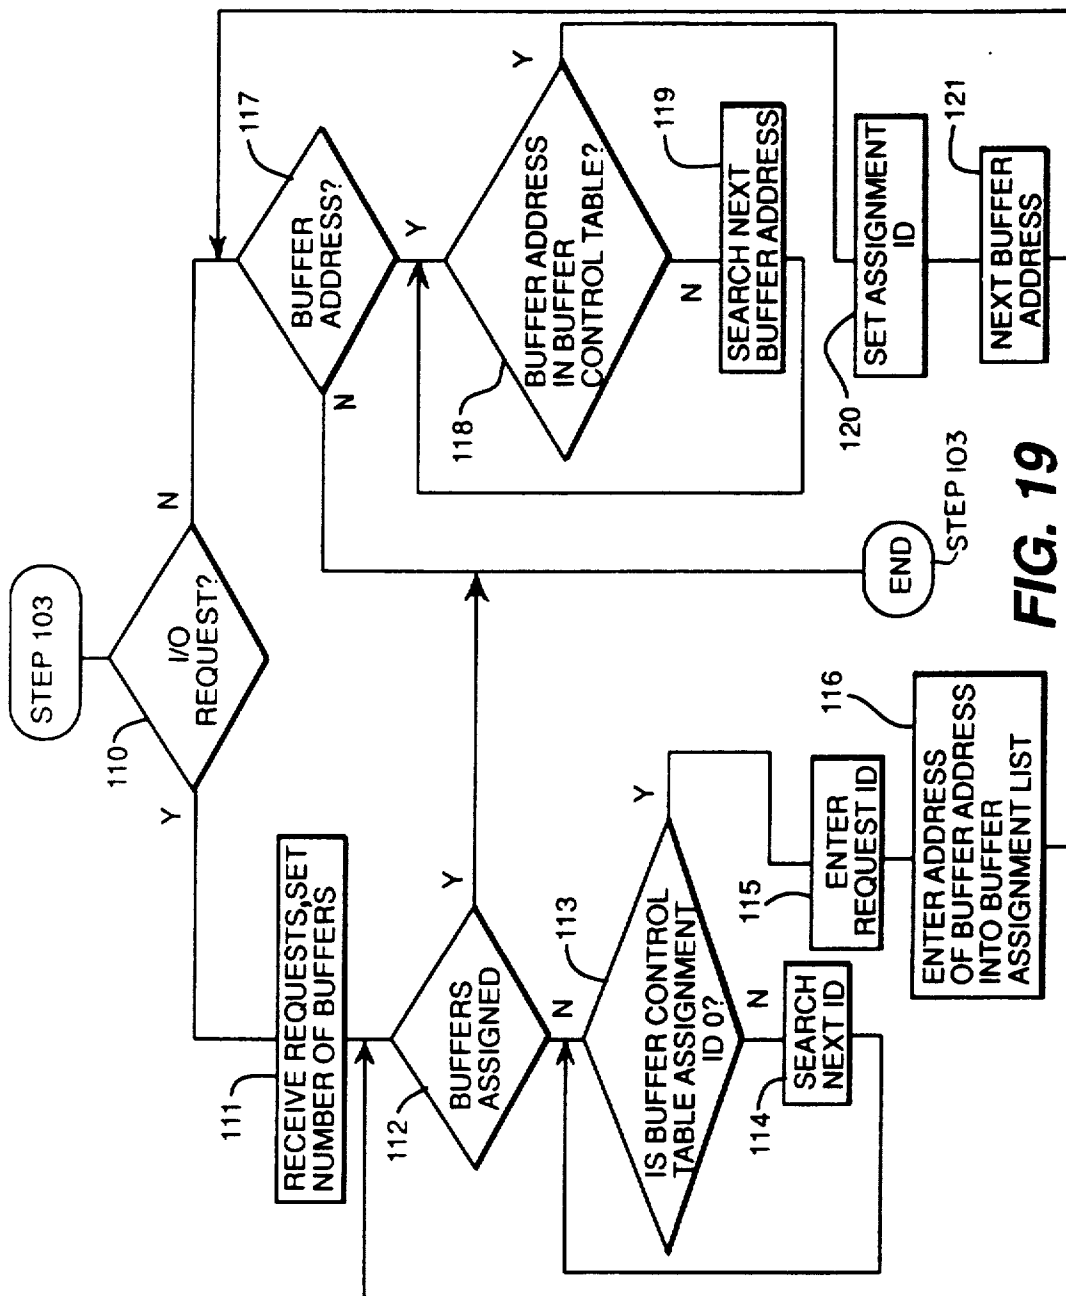 STEP 103
110
I/O
REQUEST?
Y
N
111
RECEIVE REQUESTS,SET
NUMBER OF BUFFERS
112
BUFFERS
ASSIGNED
Y
N
113
IS BUFFER CONTROL
TABLE ASSIGNMENT
ID 0?
Y
N
114
SEARCH
NEXT ID
115
ENTER
REQUEST ID
116
ENTER ADDRESS
OF BUFFER ADDRESS
INTO BUFFER
ASSIGNMENT LIST
117
BUFFER
ADDRESS?
N
Y
118
BUFFER ADDRESS
IN BUFFER
CONTROL TABLE?
Y
N
119
SEARCH NEXT
BUFFER ADDRESS
120
SET ASSIGNMENT
ID
121
NEXT BUFFER
ADDRESS
END
STEP 103
FIG. 19